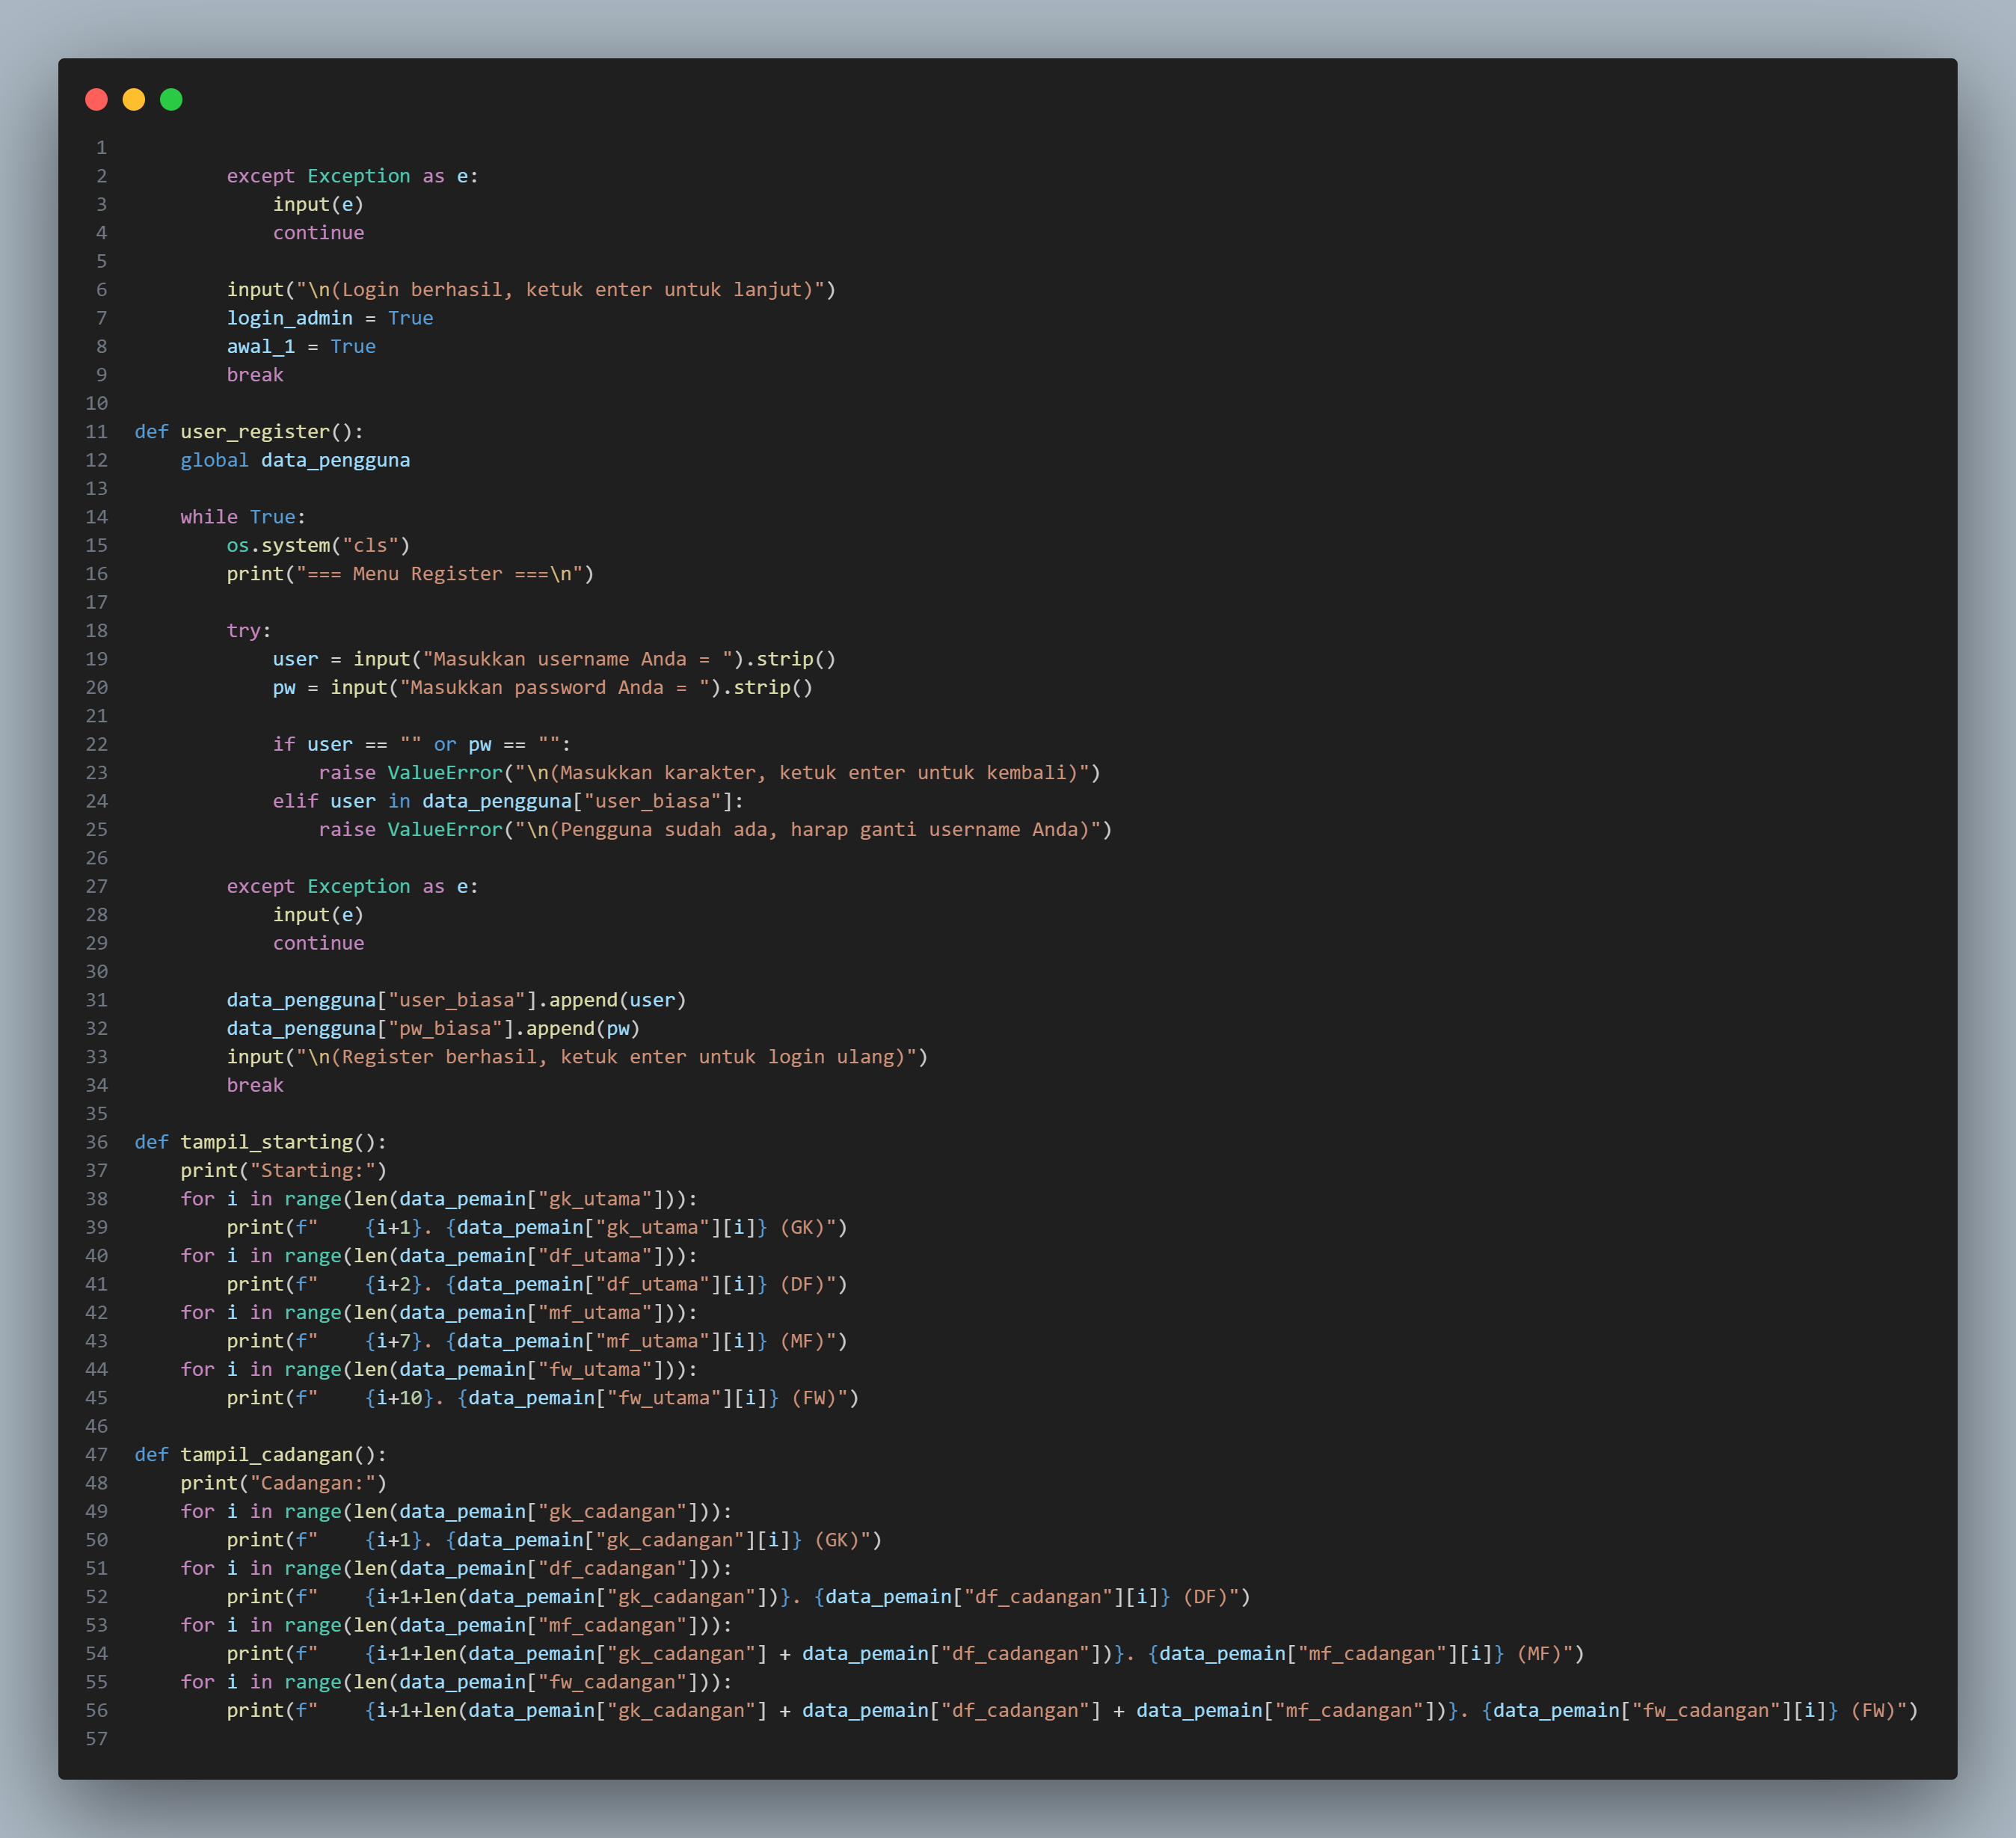 1
2         except Exception as e:
3             input(e)
4             continue
5
6         input("\n(Login berhasil, ketuk enter untuk lanjut)")
7         login_admin = True
8         awal_1 = True
9         break
10
11 def user_register():
12     global data_pengguna
13
14     while True:
15         os.system("cls")
16         print("=== Menu Register ===\n")
17
18         try:
19             user = input("Masukkan username Anda = ").strip()
20             pw = input("Masukkan password Anda = ").strip()
21
22             if user == "" or pw == "":
23                 raise ValueError("\n(Masukkan karakter, ketuk enter untuk kembali)")
24             elif user in data_pengguna["user_biasa"]:
25                 raise ValueError("\n(Pengguna sudah ada, harap ganti username Anda)")
26
27         except Exception as e:
28             input(e)
29             continue
30
31         data_pengguna["user_biasa"].append(user)
32         data_pengguna["pw_biasa"].append(pw)
33         input("\n(Register berhasil, ketuk enter untuk login ulang)")
34         break
35
36 def tampil_starting():
37     print("Starting:")
38     for i in range(len(data_pemain["gk_utama"])):
39         print(f"    {i+1}. {data_pemain["gk_utama"][i]} (GK)")
40     for i in range(len(data_pemain["df_utama"])):
41         print(f"    {i+2}. {data_pemain["df_utama"][i]} (DF)")
42     for i in range(len(data_pemain["mf_utama"])):
43         print(f"    {i+7}. {data_pemain["mf_utama"][i]} (MF)")
44     for i in range(len(data_pemain["fw_utama"])):
45         print(f"    {i+10}. {data_pemain["fw_utama"][i]} (FW)")
46
47 def tampil_cadangan():
48     print("Cadangan:")
49     for i in range(len(data_pemain["gk_cadangan"])):
50         print(f"    {i+1}. {data_pemain["gk_cadangan"][i]} (GK)")
51     for i in range(len(data_pemain["df_cadangan"])):
52         print(f"    {i+1+len(data_pemain["gk_cadangan"])}. {data_pemain["df_cadangan"][i]} (DF)")
53     for i in range(len(data_pemain["mf_cadangan"])):
54         print(f"    {i+1+len(data_pemain["gk_cadangan"] + data_pemain["df_cadangan"])}. {data_pemain["mf_cadangan"][i]} (MF)")
55     for i in range(len(data_pemain["fw_cadangan"])):
56         print(f"    {i+1+len(data_pemain["gk_cadangan"] + data_pemain["df_cadangan"] + data_pemain["mf_cadangan"])}. {data_pemain["fw_cadangan"][i]} (FW)")
57